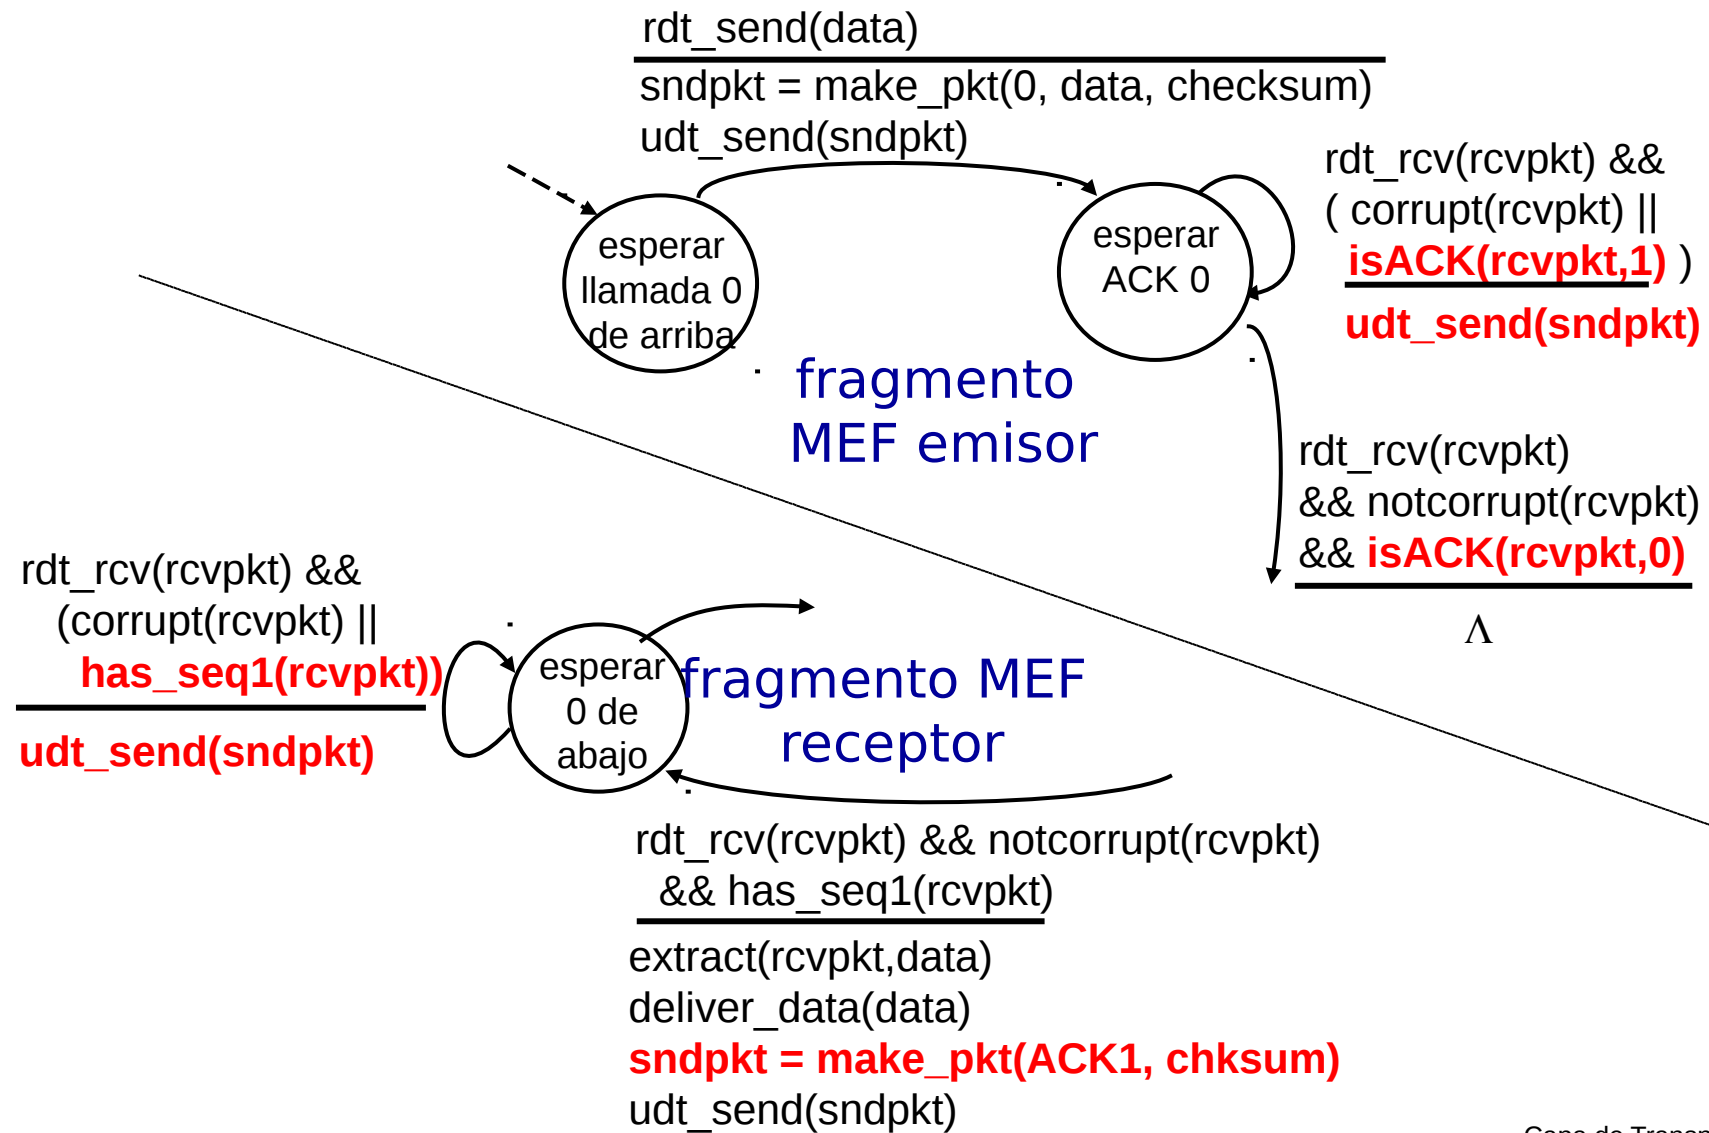 rdt_send(data)
sndpkt = make_pkt(0, data, checksum)
udt_send(sndpkt)
rdt_rcv(rcvpkt) &&
( corrupt(rcvpkt) ||
isACK(rcvpkt,1) )
udt_send(sndpkt)
esperar
llamada 0
de arriba
esperar
ACK 0
fragmento
MEF emisor
rdt_rcv(rcvpkt)
&& notcorrupt(rcvpkt)
&& isACK(rcvpkt,0)
Λ
rdt_rcv(rcvpkt) &&
(corrupt(rcvpkt) ||
has_seq1(rcvpkt))
udt_send(sndpkt)
esperar
0 de
abajo
fragmento MEF
receptor
rdt_rcv(rcvpkt) && notcorrupt(rcvpkt)
&& has_seq1(rcvpkt)
extract(rcvpkt,data)
deliver_data(data)
sndpkt = make_pkt(ACK1, chksum)
udt_send(sndpkt)